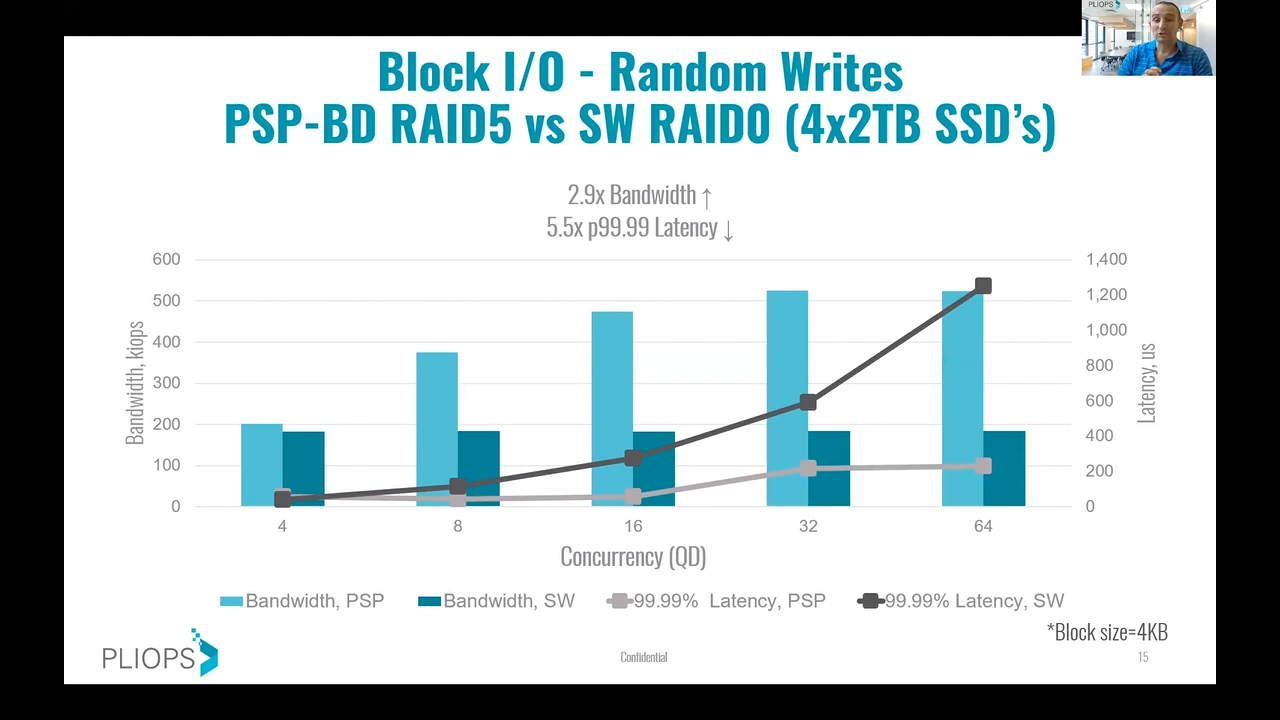 PLIOPS
Block I/O - Random Writes
PSP-BD RAID5 vs SW RAID0 (4x2TB SSD's)
2.9x Bandwidth ↑
5.5x p99.99 Latency ↓
Bandwidth, kiops
600
500
400
300
200
100
0
1,400
1,200
1,000
800
600
400
200
0
Latency, us
4 8 16 32 64
Concurrency (QD)
Bandwidth, PSP Bandwidth, SW 99.99% Latency, PSP 99.99% Latency, SW
*Block size=4KB
PLIOPS
Confidential
15